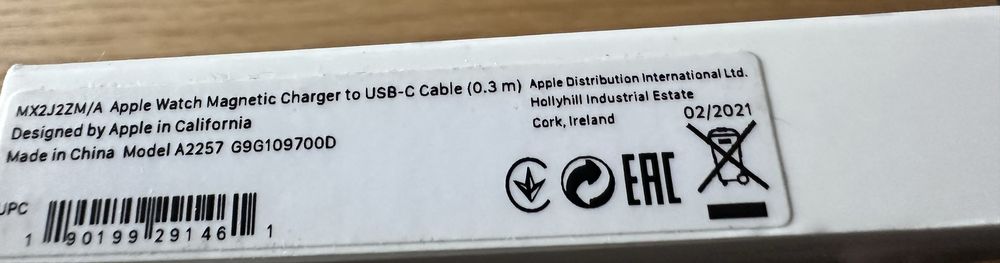 MX2J2ZM/A Apple Watch Magnetic Charger to USB-C Cable (0.3 m)
Designed by Apple in California
Made in China Model A2257 G9G109700D
Apple Distribution International Ltd.
Hollyhill Industrial Estate
Cork, Ireland
02/2021
EAC
UPC
1 90199 29146 1